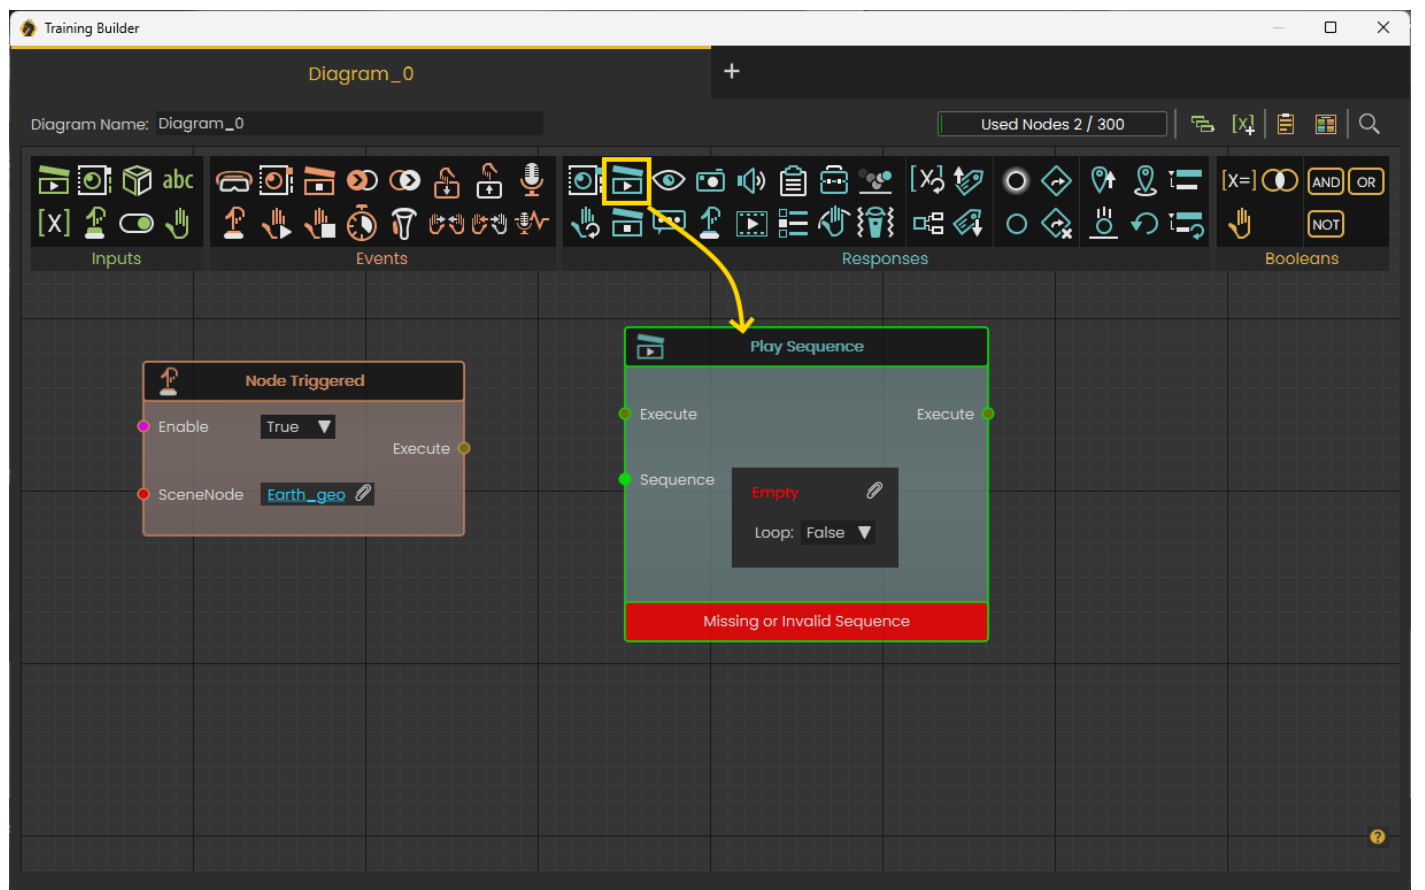 Training Builder
Diagram_0
+
Diagram Name: Diagram_0
Used Nodes 2 / 300
[x]
abc
[x]
[x=]
AND
OR
[x]
NOT
Inputs
Events
Responses
Booleans
Node Triggered
Enable
True
Execute
SceneNode
Earth_geo
Play Sequence
Execute
Execute
Sequence
Empty
Loop: False
Missing or Invalid Sequence
?